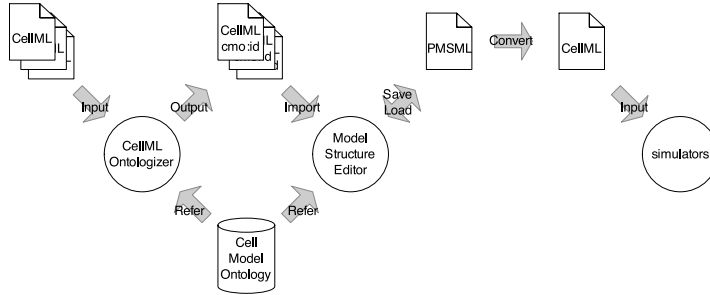 CellML
ML
L
CellML
cmo:id
d
PMSML
Convert
CellML
Input
Output
Import
Save
Load
Input
CellML
Ontologizer
Model
Structure
Editor
simulators
Refer
Refer
Cell
Model
Ontology